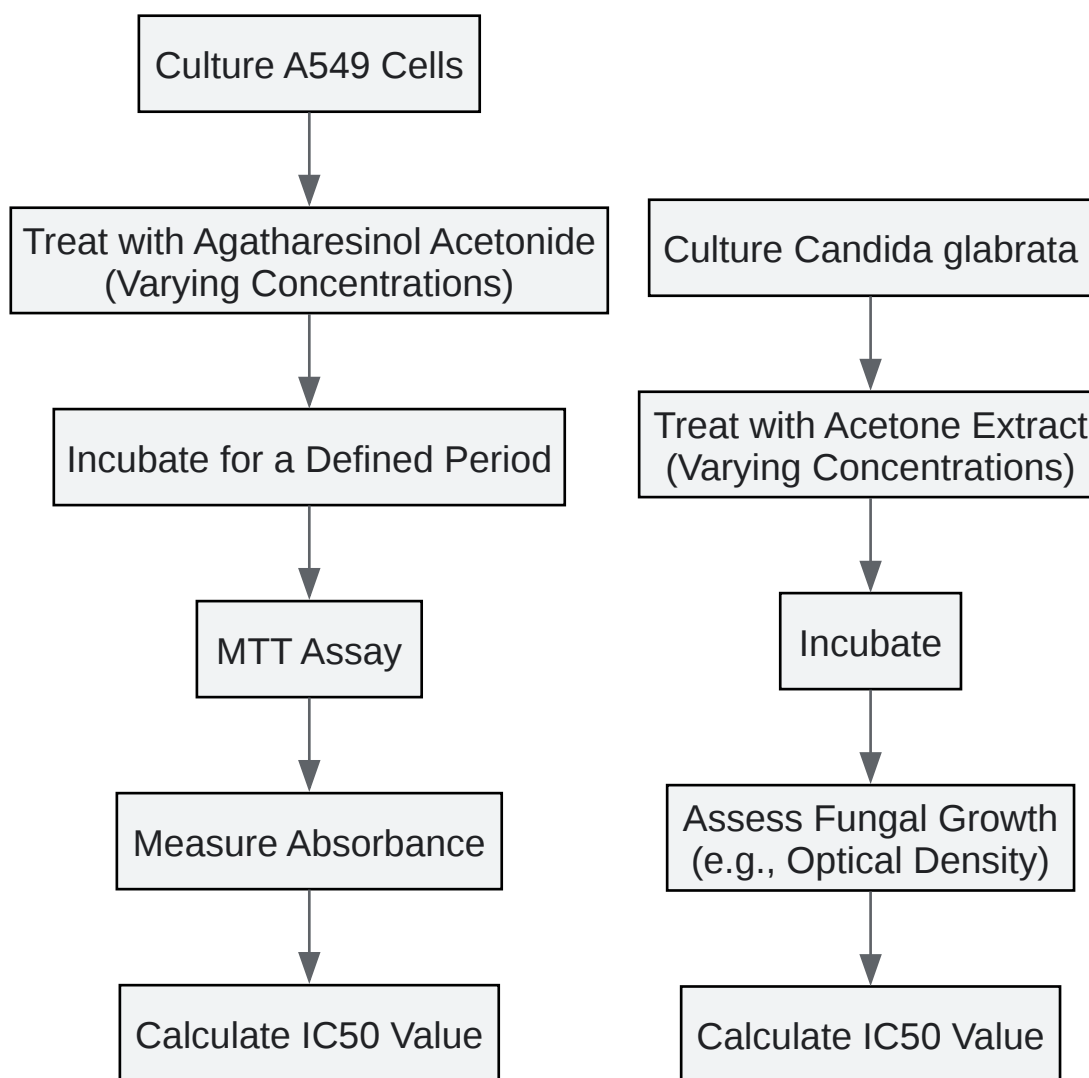 Culture A549 Cells
Treat with Agatharesinol Acetonide
(Varying Concentrations)
Incubate for a Defined Period
MTT Assay
Measure Absorbance
Calculate IC50 Value
Culture Candida glabrata
Treat with Acetone Extract
(Varying Concentrations)
Incubate
Assess Fungal Growth
(e.g., Optical Density)
Calculate IC50 Value